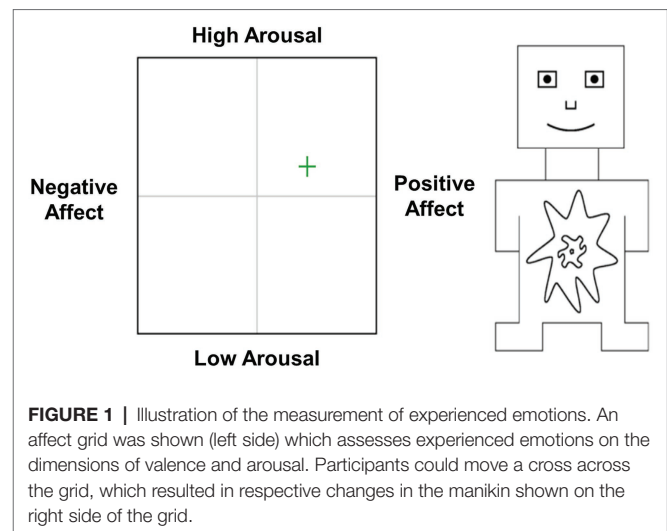 High Arousal
Negative
Affect
Positive
Affect
Low Arousal
FIGURE 1 | Illustration of the measurement of experienced emotions. An
affect grid was shown (left side) which assesses experienced emotions on the
dimensions of valence and arousal. Participants could move a cross across
the grid, which resulted in respective changes in the manikin shown on the
right side of the grid.